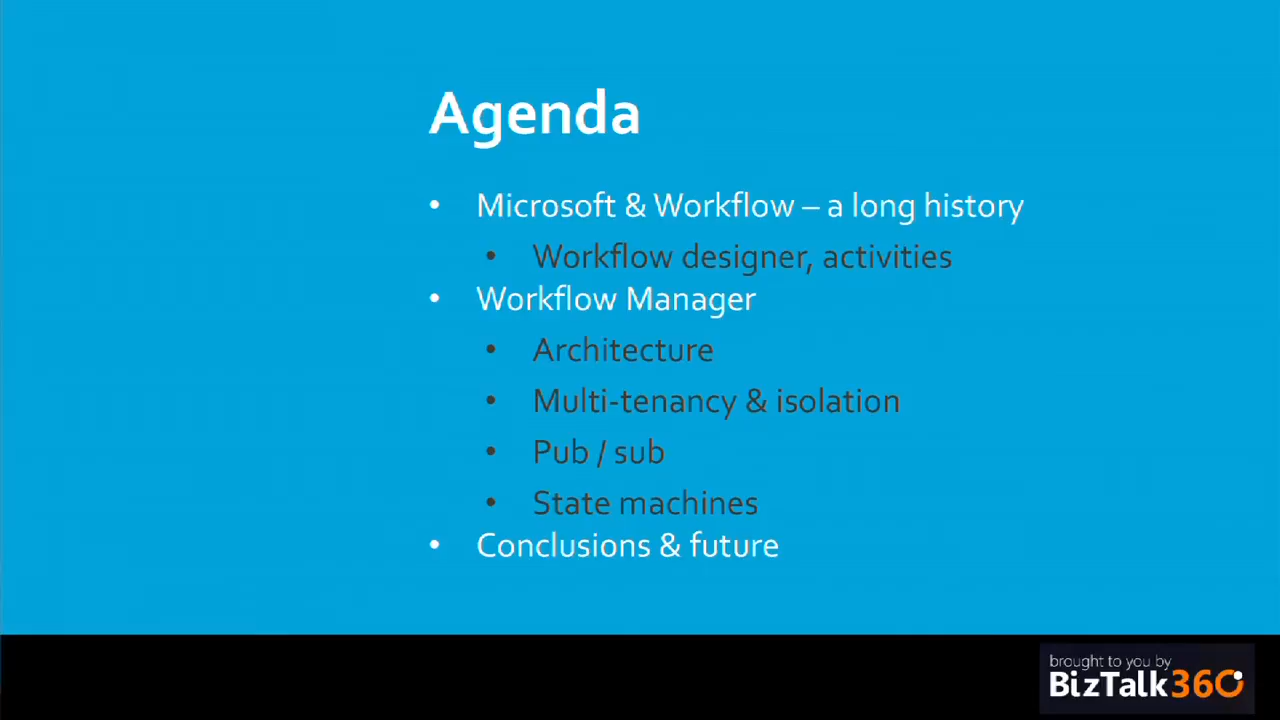 Agenda
• Microsoft & Workflow – a long history
• Workflow designer, activities
• Workflow Manager
• Architecture
• Multi-tenancy & isolation
• Pub / sub
• State machines
• Conclusions & future
brought to you by
BizTalk360